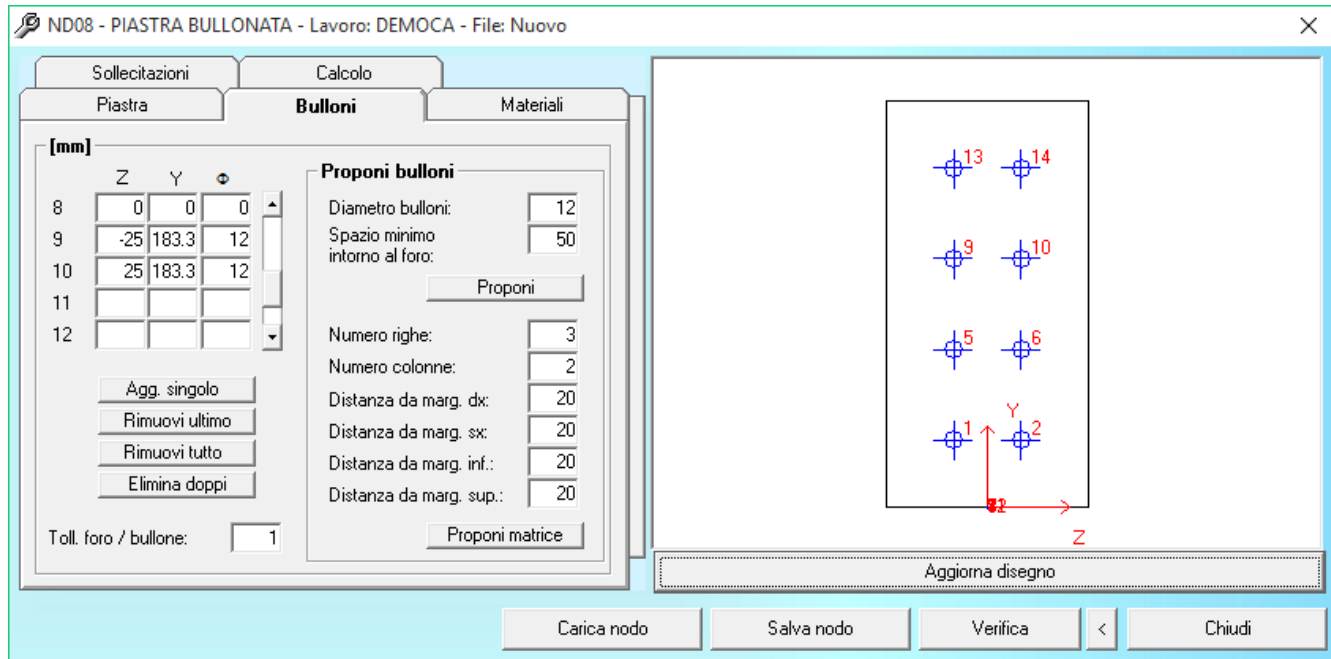 ND08 - PIASTRA BULLONATA - Lavoro: DEMOCA - File: Nuovo
Sollecitazioni
Calcolo
Piastra
Bulloni
Materiali
[mm]
Z Y Φ
8 0 0 0
9 -25 183.3 12
10 25 183.3 12
11
12
Agg. singolo
Rimuovi ultimo
Rimuovi tutto
Elimina doppi
Toll. foro / bullone: 1
Proponi bulloni
Diametro bulloni: 12
Spazio minimo
intorno al foro: 50
Proponi
Numero righe: 3
Numero colonne: 2
Distanza da marg. dx: 20
Distanza da marg. sx: 20
Distanza da marg. inf.: 20
Distanza da marg. sup.: 20
Proponi matrice
13 14
9 10
5 6
Y
1 2
Z
Aggiorna disegno
Carica nodo
Salva nodo
Verifica
<
Chiudi